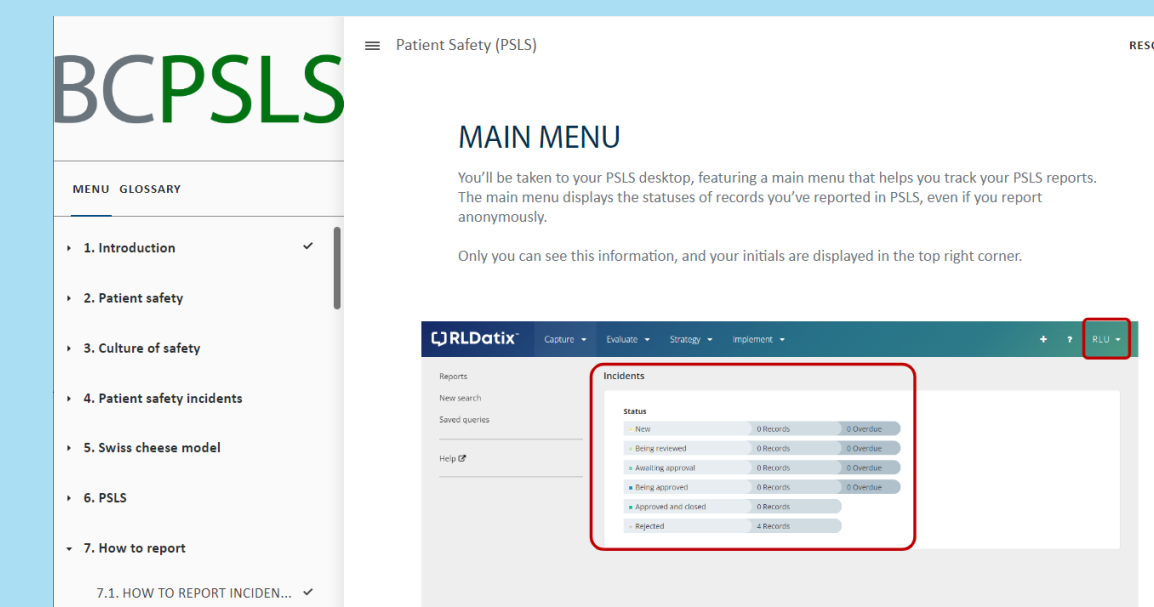 BCPSLS
MENU GLOSSARY
1. Introduction
2. Patient safety
3. Culture of safety
4. Patient safety incidents
5. Swiss cheese model
6. PSLS
7. How to report
7.1. HOW TO REPORT INCIDEN...
Patient Safety (PSLS)
MAIN MENU
You'll be taken to your PSLS desktop, featuring a main menu that helps you track your PSLS reports.
The main menu displays the statuses of records you've reported in PSLS, even if you report
anonymously.
Only you can see this information, and your initials are displayed in the top right corner.
RLDatix™ Capture Evaluate Strategy Implement + ? RLU
Reports
New search
Saved queries
Help
Incidents
Status
New 0 Records 0 Overdue
Being reviewed 0 Records 0 Overdue
Awaiting approval 0 Records 0 Overdue
Being approved 0 Records 0 Overdue
Approved and closed 0 Records
Rejected 4 Records